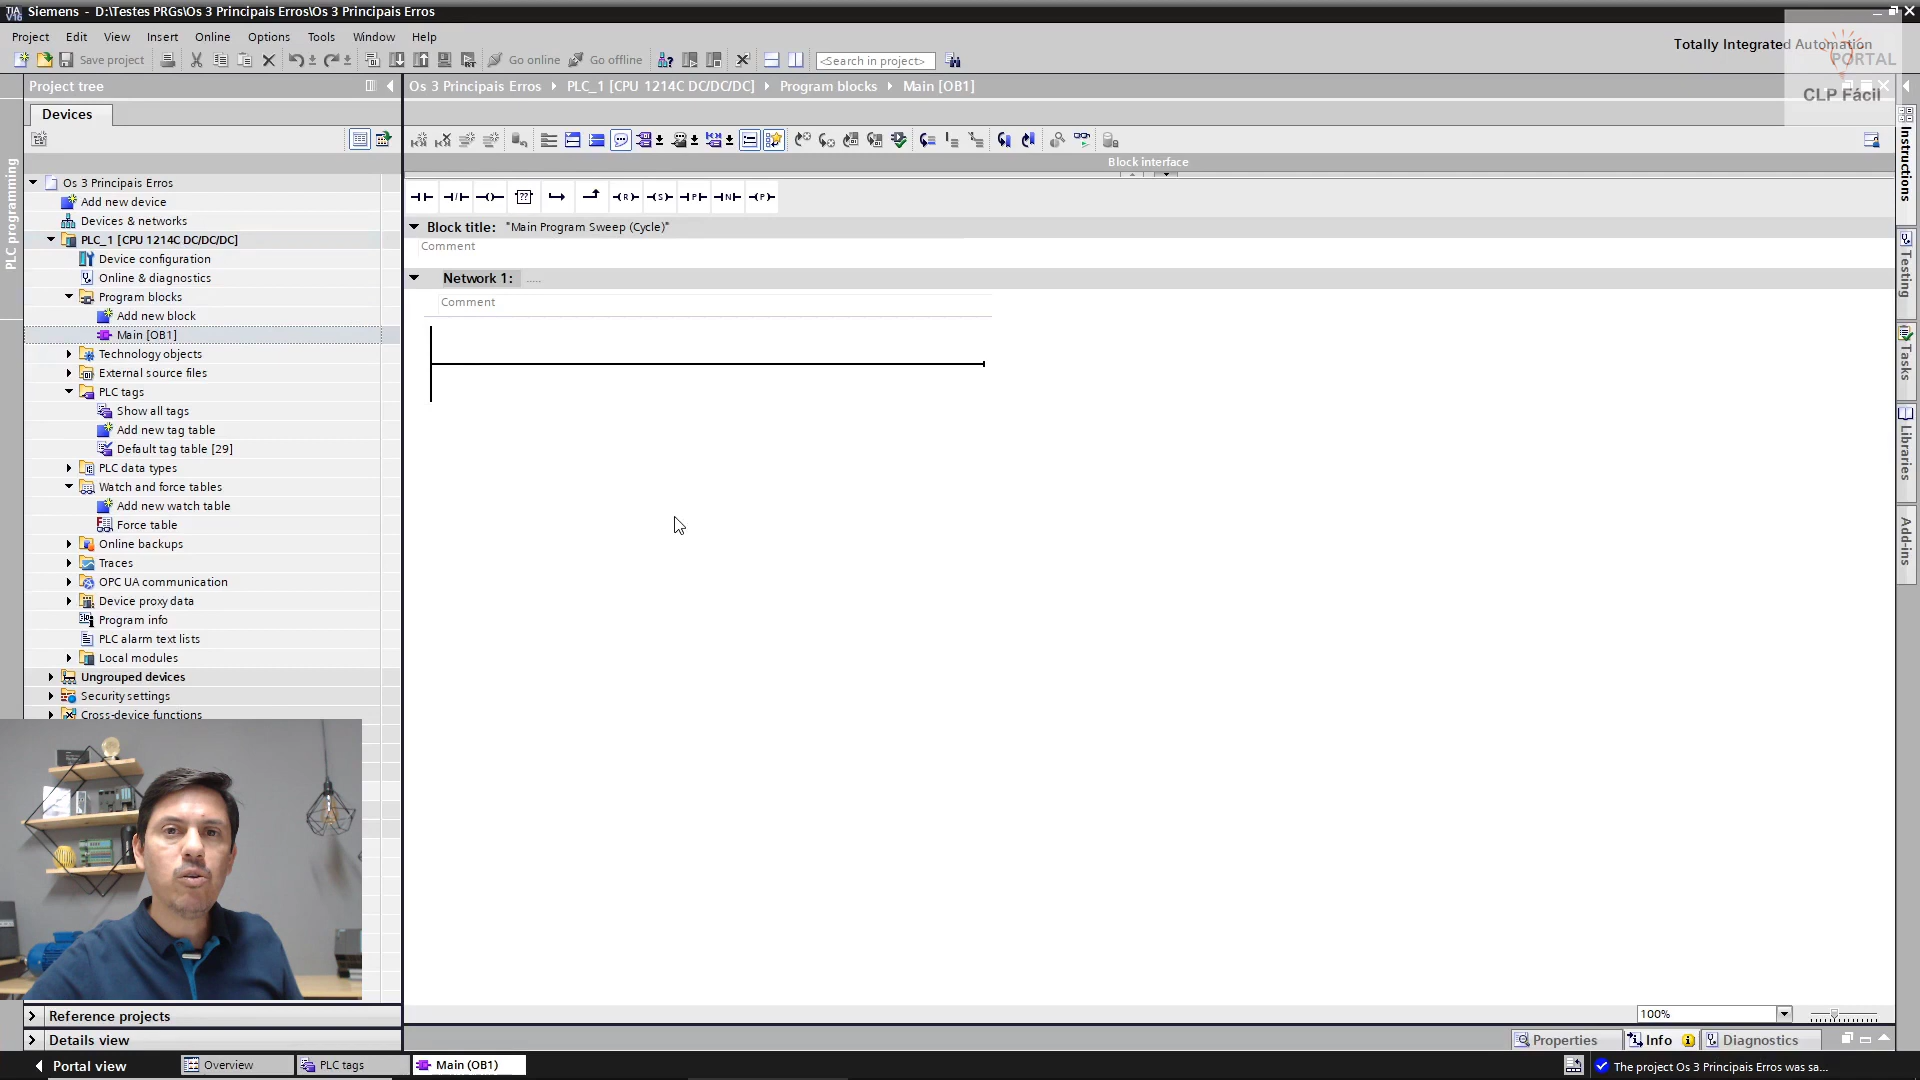 Siemens - D:\Testes PRGs\Os 3 Principais Erros\Os 3 Principais Erros
Project Edit View Insert Online Options Tools Window Help
Totally Integrated Automation
PORTAL
CLP Fácil
Save project
Go online
Go offline
<Search in project>
Project tree
Os 3 Principais Erros PLC_1 [CPU 1214C DC/DC/DC] Program blocks Main [OB1]
Devices
PLC programming
Block interface
Os 3 Principais Erros
Add new device
Devices & networks
PLC_1 [CPU 1214C DC/DC/DC]
Device configuration
Online & diagnostics
Program blocks
Add new block
Main [OB1]
Technology objects
External source files
PLC tags
Show all tags
Add new tag table
Default tag table [29]
PLC data types
Watch and force tables
Add new watch table
Force table
Online backups
Traces
OPC UA communication
Device proxy data
Program info
PLC alarm text lists
Local modules
Ungrouped devices
Security settings
Cross-device functions
Reference projects
Details view
Block title: "Main Program Sweep (Cycle)"
Comment
Network 1: .....
Comment
Instructions
Testing
Tasks
Libraries
Add-ins
100%
Properties
Info
Diagnostics
Portal view
Overview
PLC tags
Main (OB1)
The project Os 3 Principais Erros was sa...